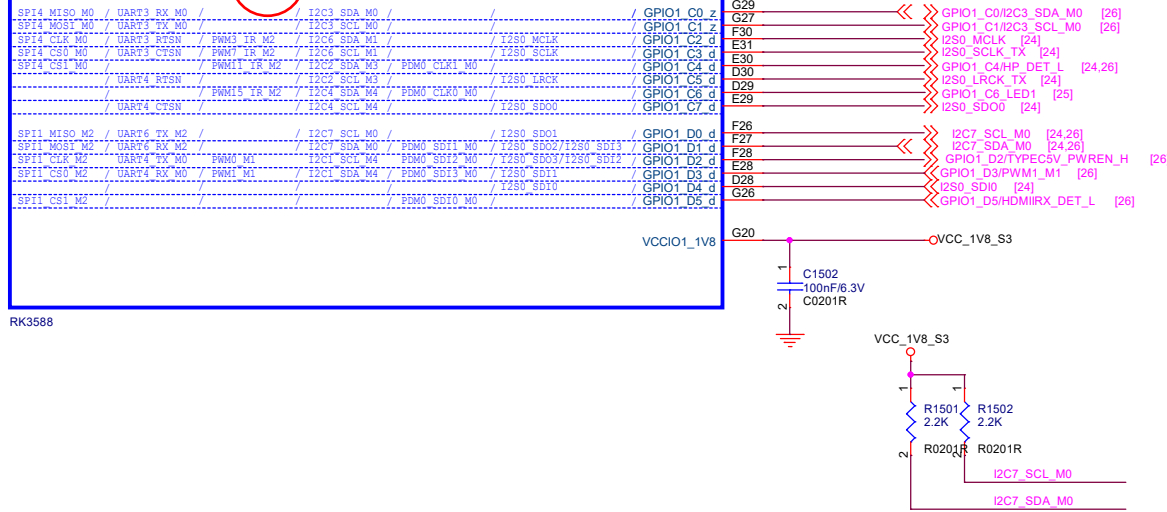 SPI4_MISO_M0 / UART3_RX_M0 / / I2C3_SDA_M0 / / / GPIO1_C0_z G29 GPIO1_C0/I2C3_SDA_M0 [26]
SPI4_MOSI_M0 / UART3_TX_M0 / / I2C3_SCL_M0 / / / GPIO1_C1_z G27 GPIO1_C1/I2C3_SCL_M0 [26]
SPI4_CLK_M0 / UART3_RTSN / PWM3_IR_M2 / I2C6_SDA_M1 / / I2S0_MCLK / GPIO1_C2_d F30 I2S0_MCLK [24]
SPI4_CS0_M0 / UART3_CTSN / PWM7_IR_M2 / I2C6_SCL_M1 / / I2S0_SCLK / GPIO1_C3_d E31 I2S0_SCLK_TX [24]
SPI4_CS1_M0 / / PWM11_IR_M2 / I2C2_SDA_M3 / PDM0_CLK1_M0 / / GPIO1_C4_d E30 GPIO1_C4/HP_DET_L [24,26]
/ UART4_RTSN / / I2C2_SCL_M3 / / I2S0_LRCK / GPIO1_C5_d D30 I2S0_LRCK_TX [24]
/ / PWM15_IR_M2 / I2C4_SDA_M4 / PDM0_CLK0_M0 / / GPIO1_C6_d D29 GPIO1_C6_LED1 [25]
/ UART4_CTSN / / I2C4_SCL_M4 / / I2S0_SDO0 / GPIO1_C7_d E29 I2S0_SDO0 [24]
SPI1_MISO_M2 / UART6_TX_M2 / / I2C7_SCL_M0 / / I2S0_SDO1 / GPIO1_D0_d F26 I2C7_SCL_M0 [24,26]
SPI1_MOSI_M2 / UART6_RX_M2 / / I2C7_SDA_M0 / PDM0_SDI1_M0 / I2S0_SDO2/I2S0_SDI3 / GPIO1_D1_d F27 I2C7_SDA_M0 [24,26]
SPI1_CLK_M2 / UART4_TX_M0 / PWM0_M1 / I2C1_SCL_M4 / PDM0_SDI2_M0 / I2S0_SDO3/I2S0_SDI2 / GPIO1_D2_d F28 GPIO1_D2/TYPEC5V_PWREN_H [26
SPI1_CS0_M2 / UART4_RX_M0 / PWM1_M1 / I2C1_SDA_M4 / PDM0_SDI3_M0 / I2S0_SDI1 / GPIO1_D3_d E28 GPIO1_D3/PWM1_M1 [26]
/ / / / / I2S0_SDI0 / GPIO1_D4_d D28 I2S0_SDI0 [24]
SPI1_CS1_M2 / / / / PDM0_SDI0_M0 / / GPIO1_D5_d G26 GPIO1_D5/HDMIIRX_DET_L [26]
VCCIO1_1V8 G20 VCC_1V8_S3
1
C1502
100nF/6.3V
C0201R
2
RK3588
VCC_1V8_S3
1 1
R1501 R1502
2.2K 2.2K
R0201R R0201R
2 2
I2C7_SCL_M0
I2C7_SDA_M0